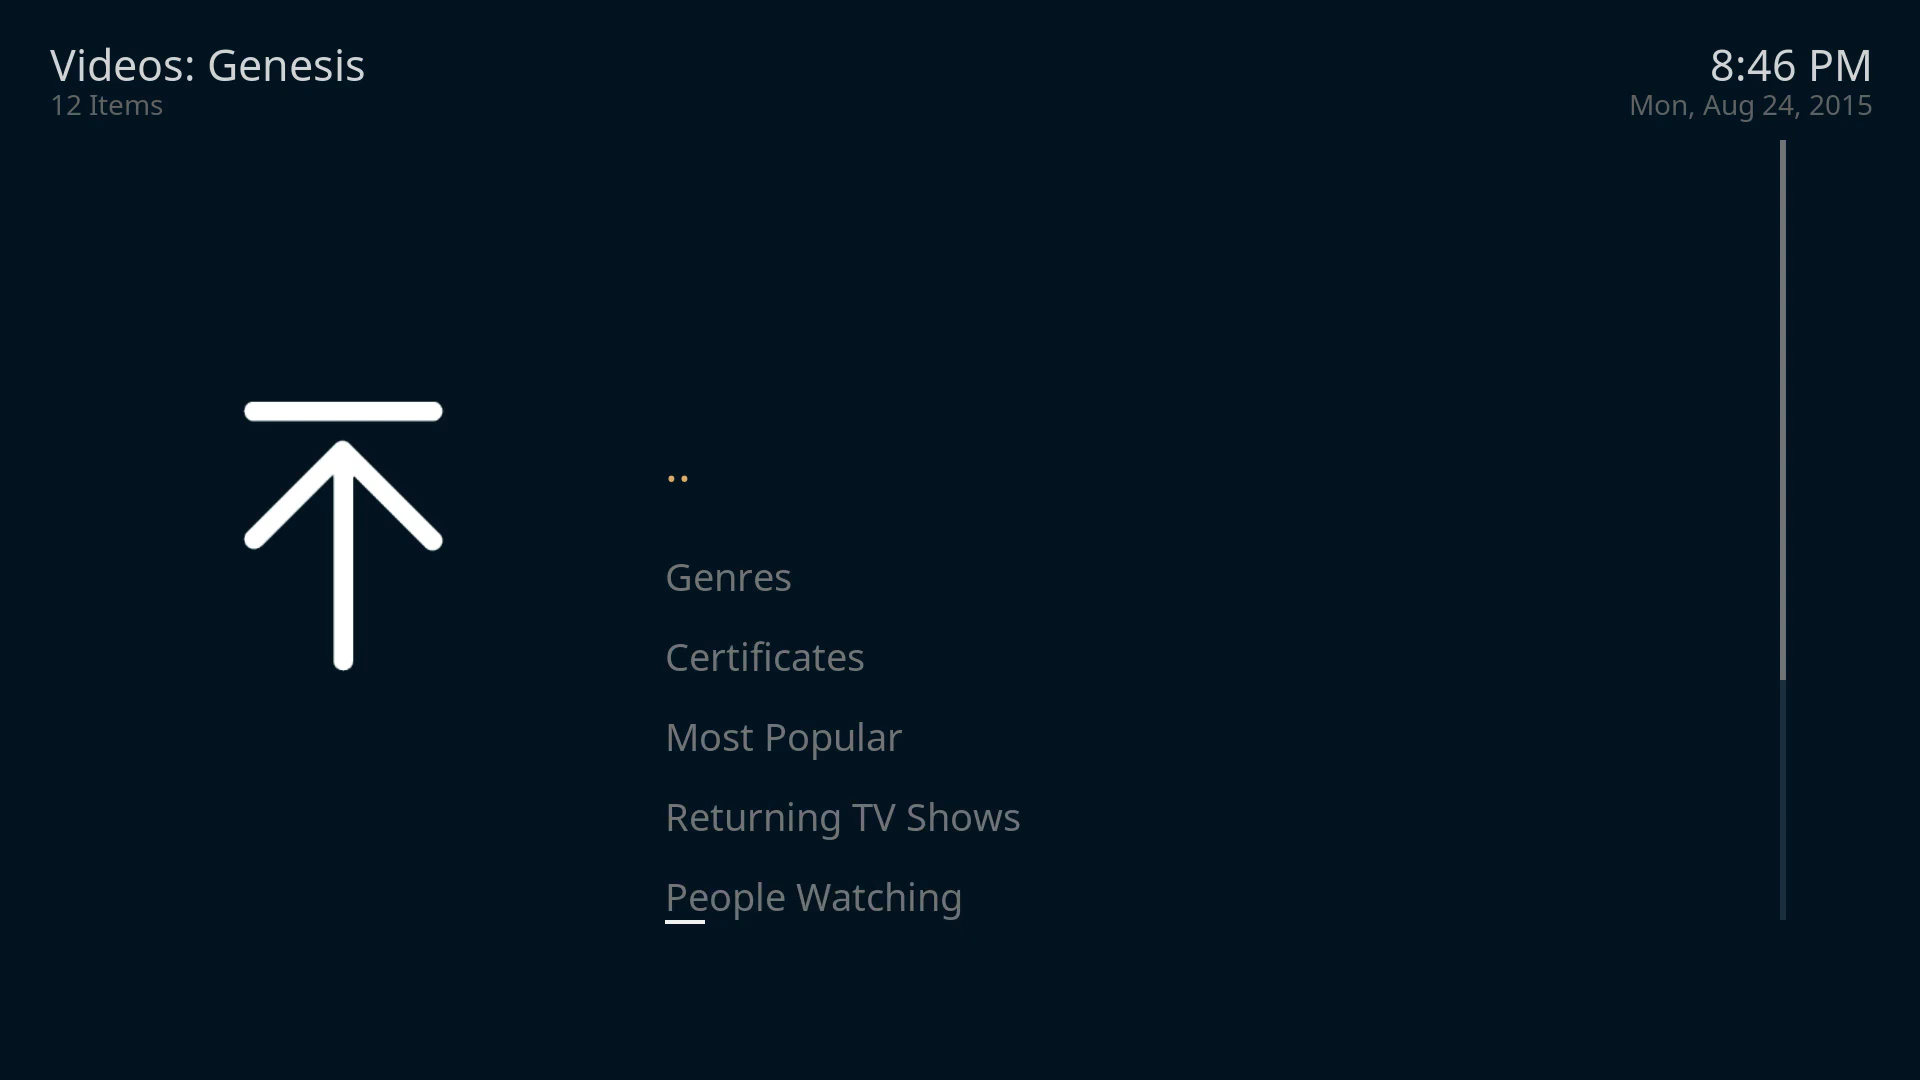 Videos: Genesis
12 Items
8:46 PM
Mon, Aug 24, 2015
..
Genres
Certificates
Most Popular
Returning TV Shows
People Watching